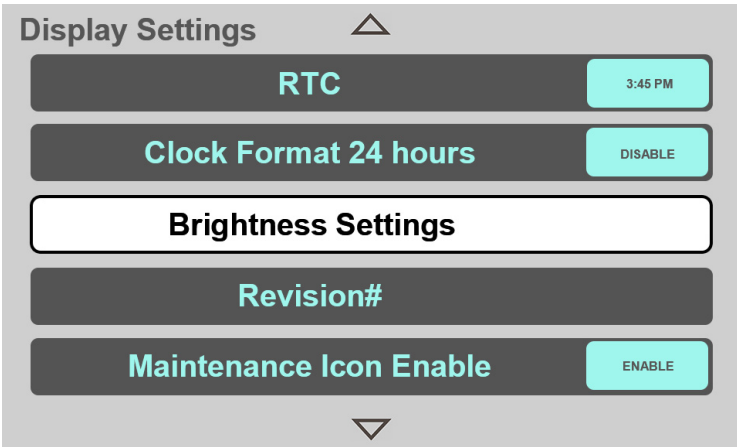 Display Settings
RTC
3:45 PM
Clock Format 24 hours
DISABLE
Brightness Settings
Revision#
Maintenance Icon Enable
ENABLE